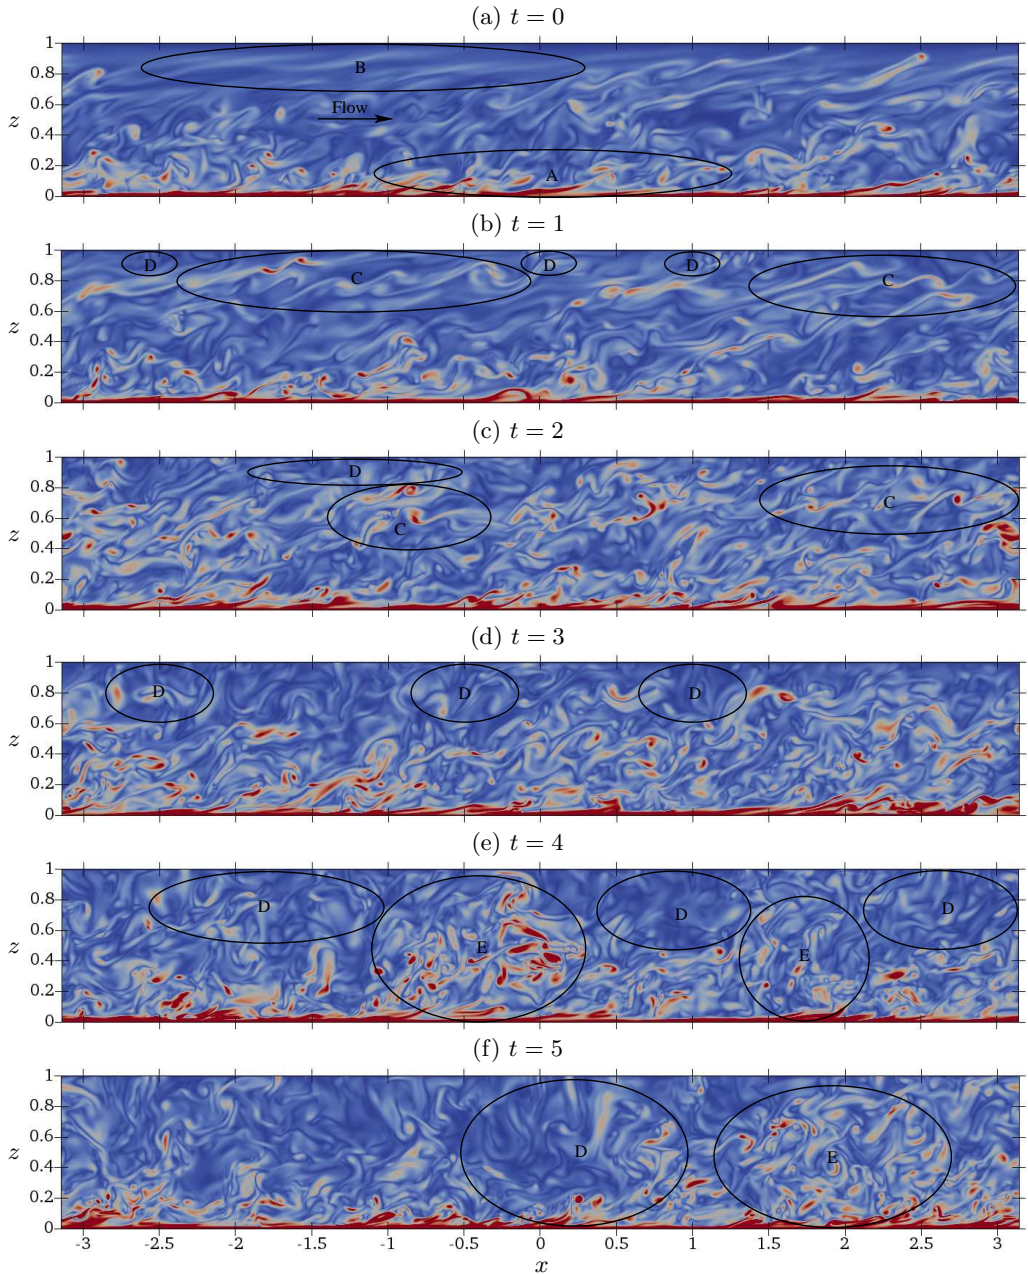 (a) t = 0
1
0.8
0.6
0.4
0.2
0
z
B
Flow
A
(b) t = 1
1
0.8
0.6
0.4
0.2
0
z
D
C
D
D
C
(c) t = 2
1
0.8
0.6
0.4
0.2
0
z
D
C
C
(d) t = 3
1
0.8
0.6
0.4
0.2
0
z
D
D
D
(e) t = 4
1
0.8
0.6
0.4
0.2
0
z
D
E
D
E
D
(f) t = 5
1
0.8
0.6
0.4
0.2
0
z
D
E
-3 -2.5 -2 -1.5 -1 -0.5 0 0.5 1 1.5 2 2.5 3
x